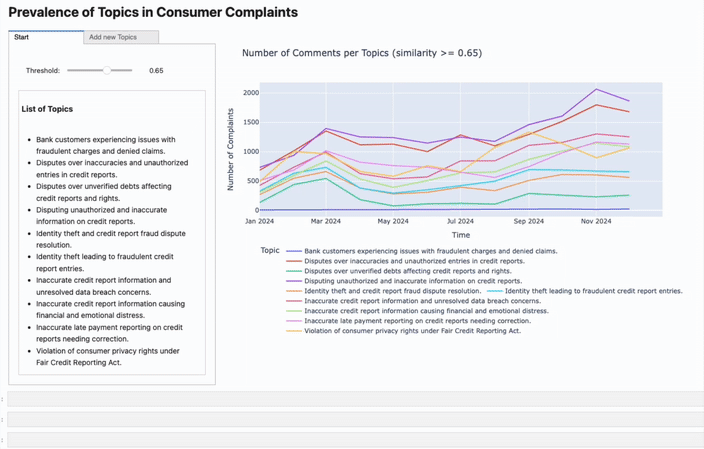 Prevalence of Topics in Consumer Complaints
Start
Add new Topics
Threshold:
0.65
List of Topics
• Bank customers experiencing issues with
fraudulent charges and denied claims.
• Disputes over inaccuracies and unauthorized
entries in credit reports.
• Disputes over unverified debts affecting
credit reports and rights.
• Disputing unauthorized and inaccurate
information on credit reports.
• Identity theft and credit report fraud dispute
resolution.
• Identity theft leading to fraudulent credit
report entries.
• Inaccurate credit report information and
unresolved data breach concerns.
• Inaccurate credit report information causing
financial and emotional distress.
• Inaccurate late payment reporting on credit
reports needing correction.
• Violation of consumer privacy rights under
Fair Credit Reporting Act.
Number of Comments per Topics (similarity >= 0.65)
Number of Complaints
2000
1500
1000
500
0
Jan 2024
Mar 2024
May 2024
Jul 2024
Sep 2024
Nov 2024
Time
Topic
Bank customers experiencing issues with fraudulent charges and denied claims.
Disputes over inaccuracies and unauthorized entries in credit reports.
Disputes over unverified debts affecting credit reports and rights.
Disputing unauthorized and inaccurate information on credit reports.
Identity theft and credit report fraud dispute resolution.
Identity theft leading to fraudulent credit report entries.
Inaccurate credit report information and unresolved data breach concerns.
Inaccurate credit report information causing financial and emotional distress.
Inaccurate late payment reporting on credit reports needing correction.
Violation of consumer privacy rights under Fair Credit Reporting Act.